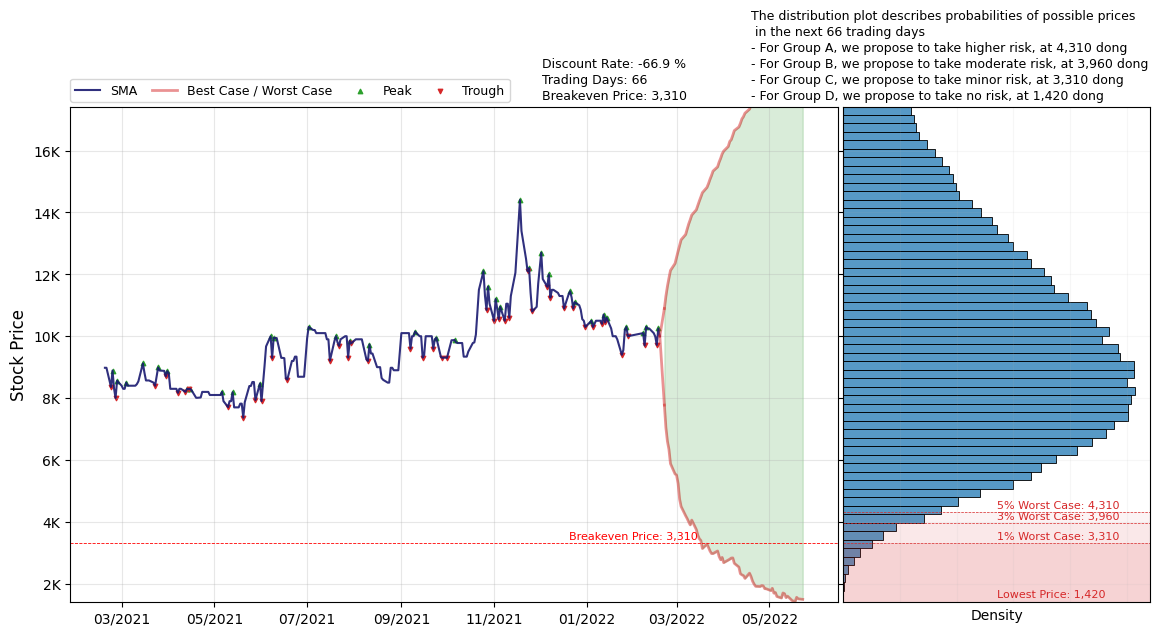 The distribution plot describes probabilities of possible prices
in the next 66 trading days
- For Group A, we propose to take higher risk, at 4,310 dong
- For Group B, we propose to take moderate risk, at 3,960 dong
- For Group C, we propose to take minor risk, at 3,310 dong
- For Group D, we propose to take no risk, at 1,420 dong
Discount Rate: -66.9 %
Trading Days: 66
Breakeven Price: 3,310
SMA
Best Case / Worst Case
Peak
Trough
Stock Price
16K
14K
12K
10K
8K
6K
4K
2K
Breakeven Price: 3,310
03/2021
05/2021
07/2021
09/2021
11/2021
01/2022
03/2022
05/2022
5% Worst Case: 4,310
3% Worst Case: 3,960
1% Worst Case: 3,310
Lowest Price: 1,420
Density